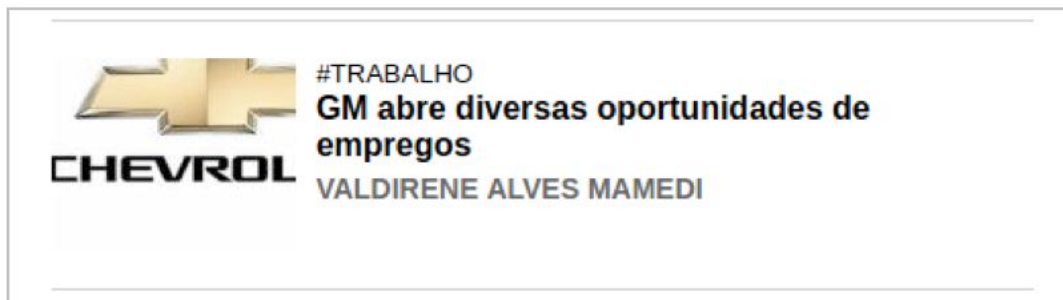 CHEVROL
#TRABALHO
GM abre diversas oportunidades de
empregos
VALDIRENE ALVES MAMEDI